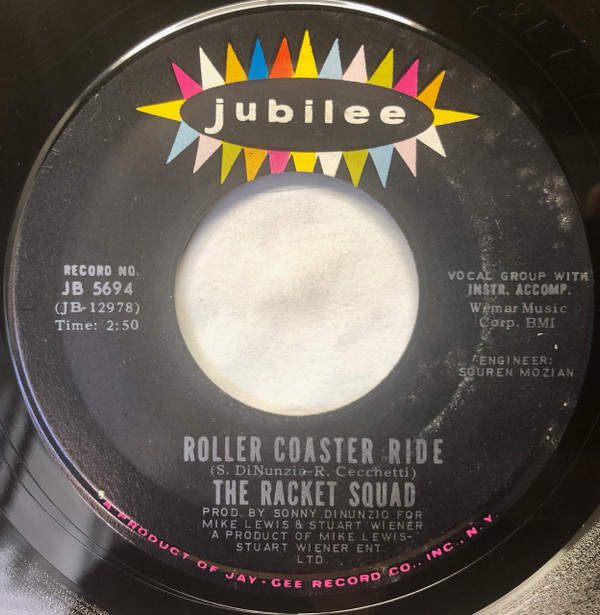 jubilee
RECORD NO.
JB 5694
(JB-12978)
Time: 2:50
VOCAL GROUP WITH
INSTR. ACCOMP.
Wemar Music
Corp. BMI
ENGINEER:
SOUREN MOZIAN
ROLLER COASTER RIDE
(S. DiNunzio-R. Cecchetti)
THE RACKET SQUAD
PROD. BY SONNY DINUNZIO FOR
MIKE LEWIS & STUART WIENER
A PRODUCT OF MIKE LEWIS-
STUART WIENER ENT
LTD.
A PRODUCT OF JAY-GEE RECORD CO., INC., N.Y.